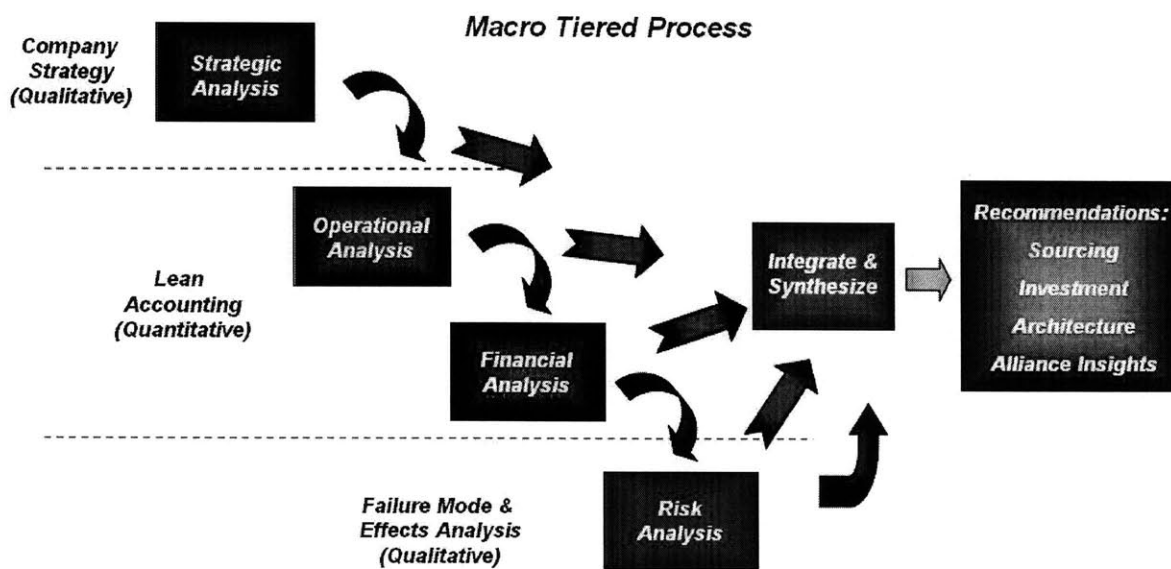 Macro Tiered Process
Company
Strategy
(Qualitative)
Strategic
Analysis
Operational
Analysis
Lean
Accounting
(Quantitative)
Financial
Analysis
Integrate &
Synthesize
Recommendations:
Sourcing
Investment
Architecture
Alliance Insights
Failure Mode &
Effects Analysis
(Qualitative)
Risk
Analysis